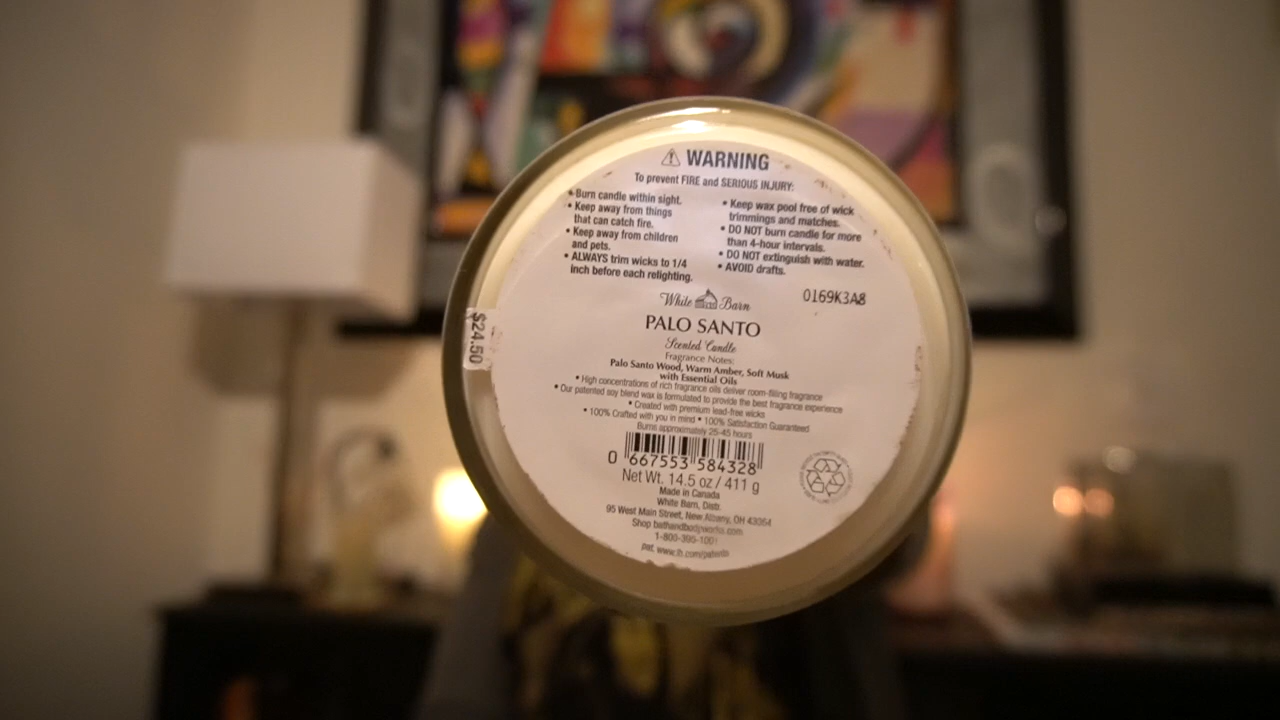 ⚠ WARNING
To prevent FIRE and SERIOUS INJURY:
• Burn candle within sight.
• Keep away from things
that can catch fire.
• Keep away from children
and pets.
• ALWAYS trim wicks to 1/4
inch before each relighting.
• Keep wax pool free of wick
trimmings and matches.
• DO NOT burn candle for more
than 4-hour intervals.
• DO NOT extinguish with water.
• AVOID drafts.
White Barn
0169K3A8
PALO SANTO
$24.50
Scented Candle
Fragrance Notes:
Palo Santo Wood, Warm Amber, Soft Musk
with Essential Oils
• High concentrations of rich fragrance oils deliver room-filling fragrance
• Our patented soy blend wax is formulated to provide the best fragrance experience
• Created with premium lead-free wicks
• 100% Crafted with you in mind • 100% Satisfaction Guaranteed
Burns approximately 25-45 hours
0 667553 584328
Net Wt. 14.5 oz / 411 g
Made in Canada
White Barn, Distr.
95 West Main Street, New Albany, OH 43054
Shop bathandbodyworks.com
1-800-395-1001
pat. www.lb.com/patents